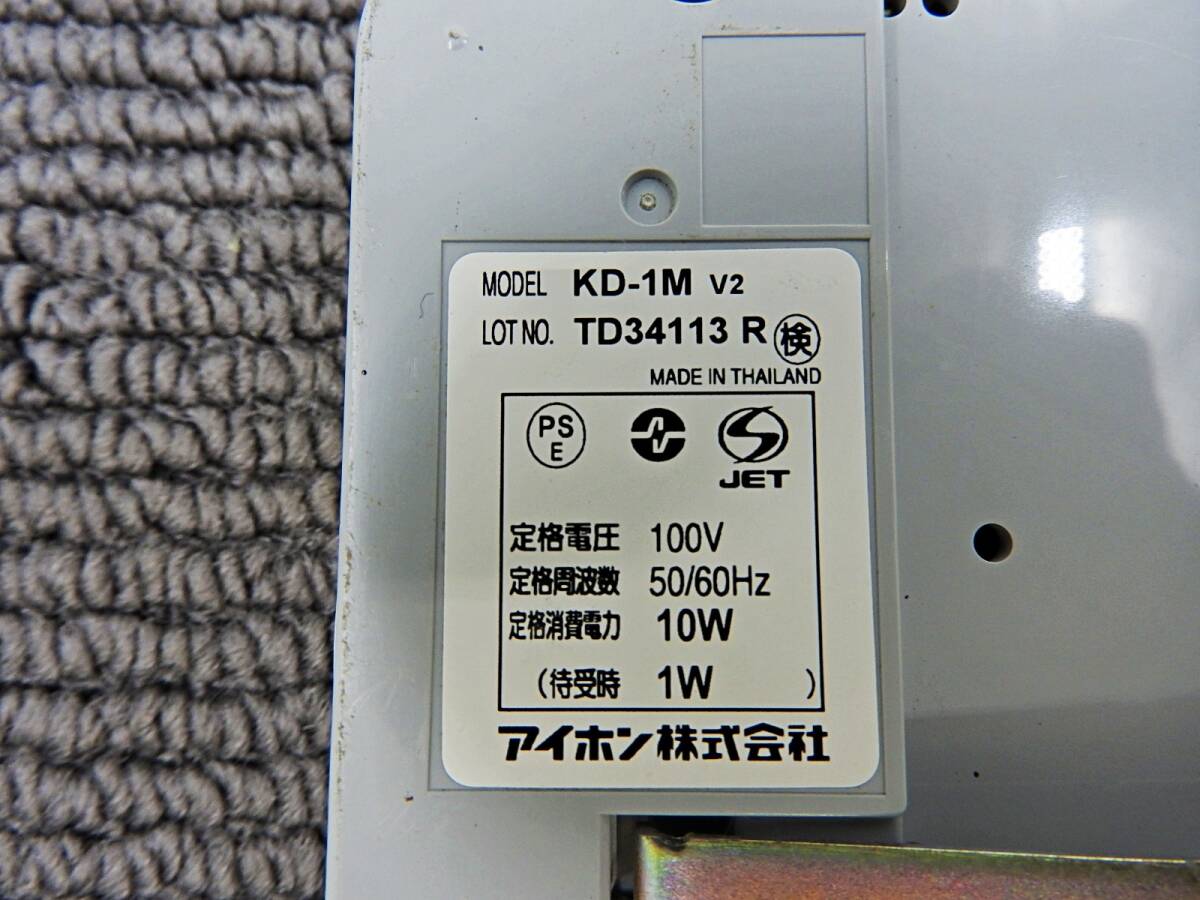 MODEL KD-1M V2
LOT NO. TD34113 R 検
MADE IN THAILAND
PS E
JET
定格電圧 100V
定格周波数 50/60Hz
定格消費電力 10W
(待受時 1W )
アイホン株式会社